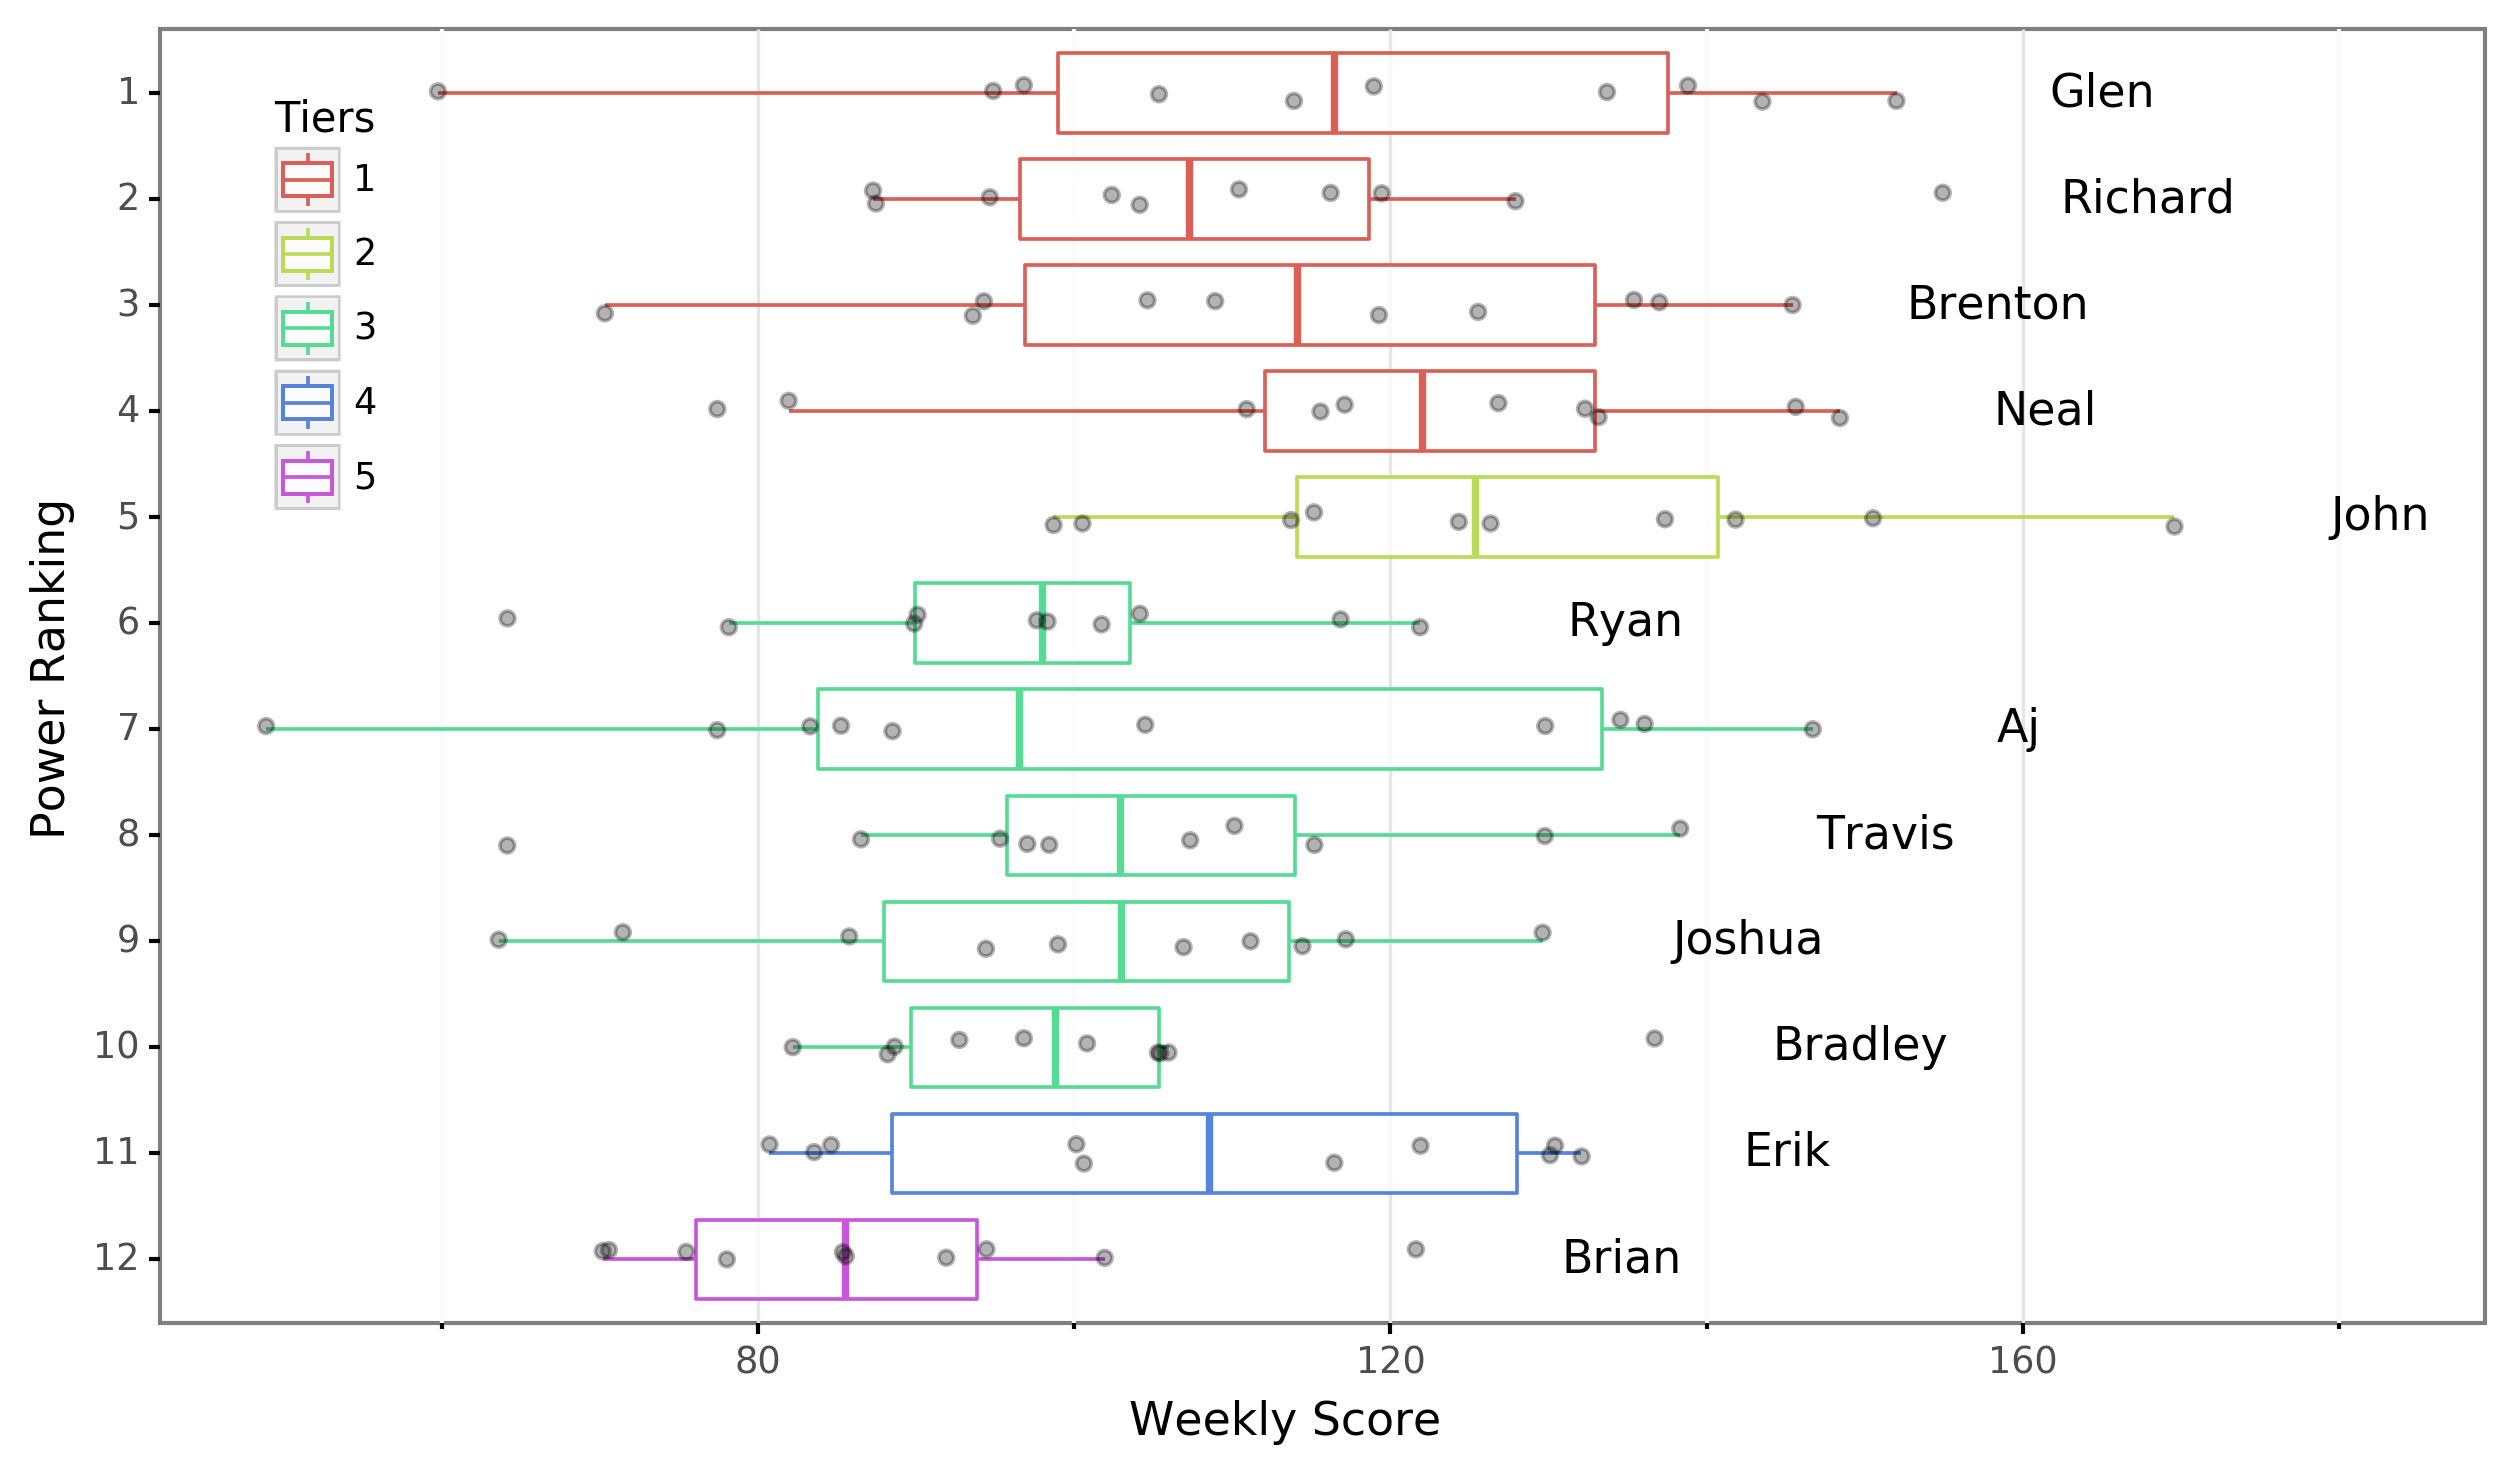 Tiers
1
2
3
4
5
Power Ranking
1
2
3
4
5
6
7
8
9
10
11
12
Glen
Richard
Brenton
Neal
John
Ryan
Aj
Travis
Joshua
Bradley
Erik
Brian
80
120
160
Weekly Score